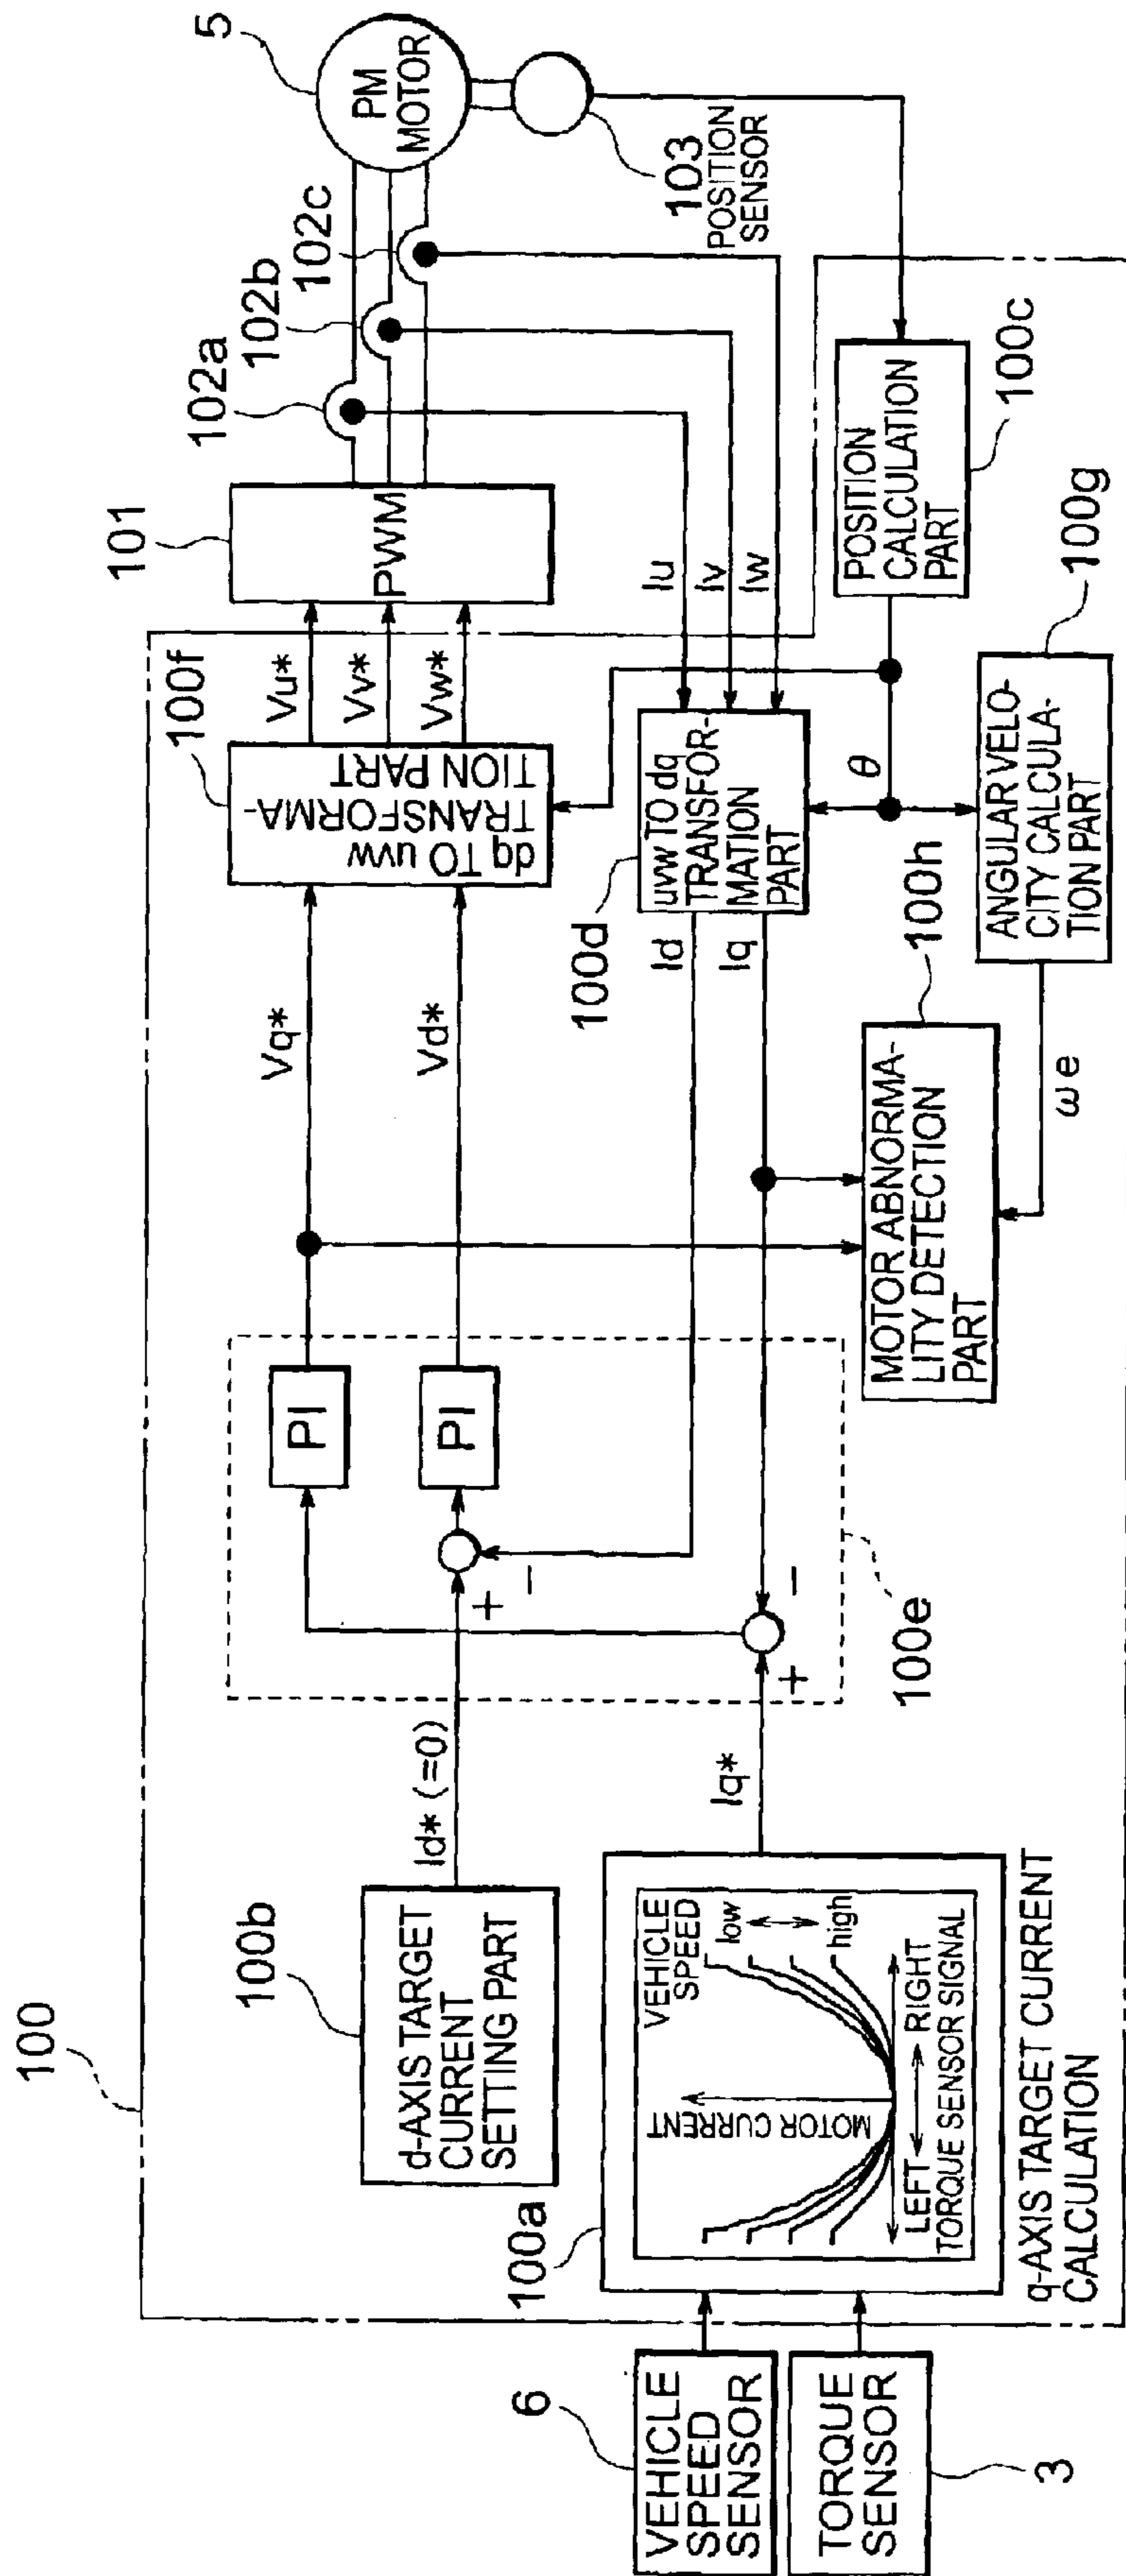 100
6
VEHICLE
SPEED
SENSOR
TORQUE
SENSOR
3
100a
VEHICLE
SPEED
low
high
MOTOR CURRENT
LEFT
RIGHT
TORQUE SENSOR SIGNAL
q-AXIS TARGET CURRENT
CALCULATION
100b
d-AXIS TARGET
CURRENT
SETTING PART
Id* (=0)
Iq*
+
−
+
−
100e
PI
PI
Vq*
Vd*
100f
dq TO uvw
TRANSFORMA-
TION PART
Vu*
Vv*
Vw*
101
PWM
102a
102b
102c
5
PM
MOTOR
103
POSITION
SENSOR
Iu
Iv
Iw
100d
uvw TO dq
TRANSFOR-
MATION
PART
Id
Iq
θ
POSITION
CALCULATION
PART
100c
100g
ANGULAR VELO-
CITY CALCULA-
TION PART
ωe
100h
MOTOR ABNORMA-
LITY DETECTION
PART